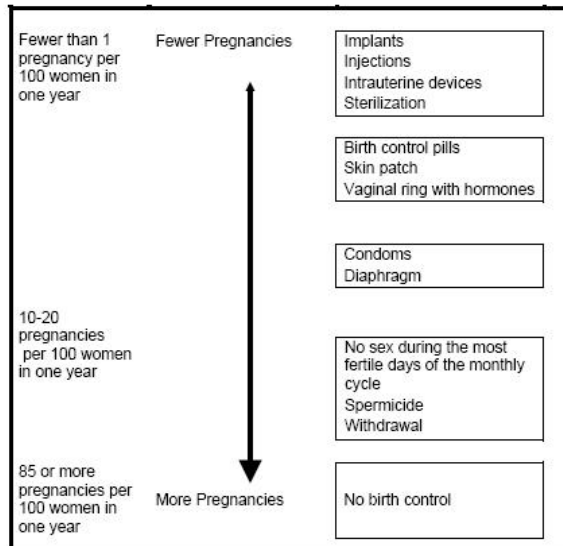 Fewer than 1
pregnancy per
100 women in
one year
Fewer Pregnancies
Implants
Injections
Intrauterine devices
Sterilization
Birth control pills
Skin patch
Vaginal ring with hormones
Condoms
Diaphragm
10-20
pregnancies
per 100 women
in one year
No sex during the most
fertile days of the monthly
cycle
Spermicide
Withdrawal
85 or more
pregnancies per
100 women in
one year
More Pregnancies
No birth control